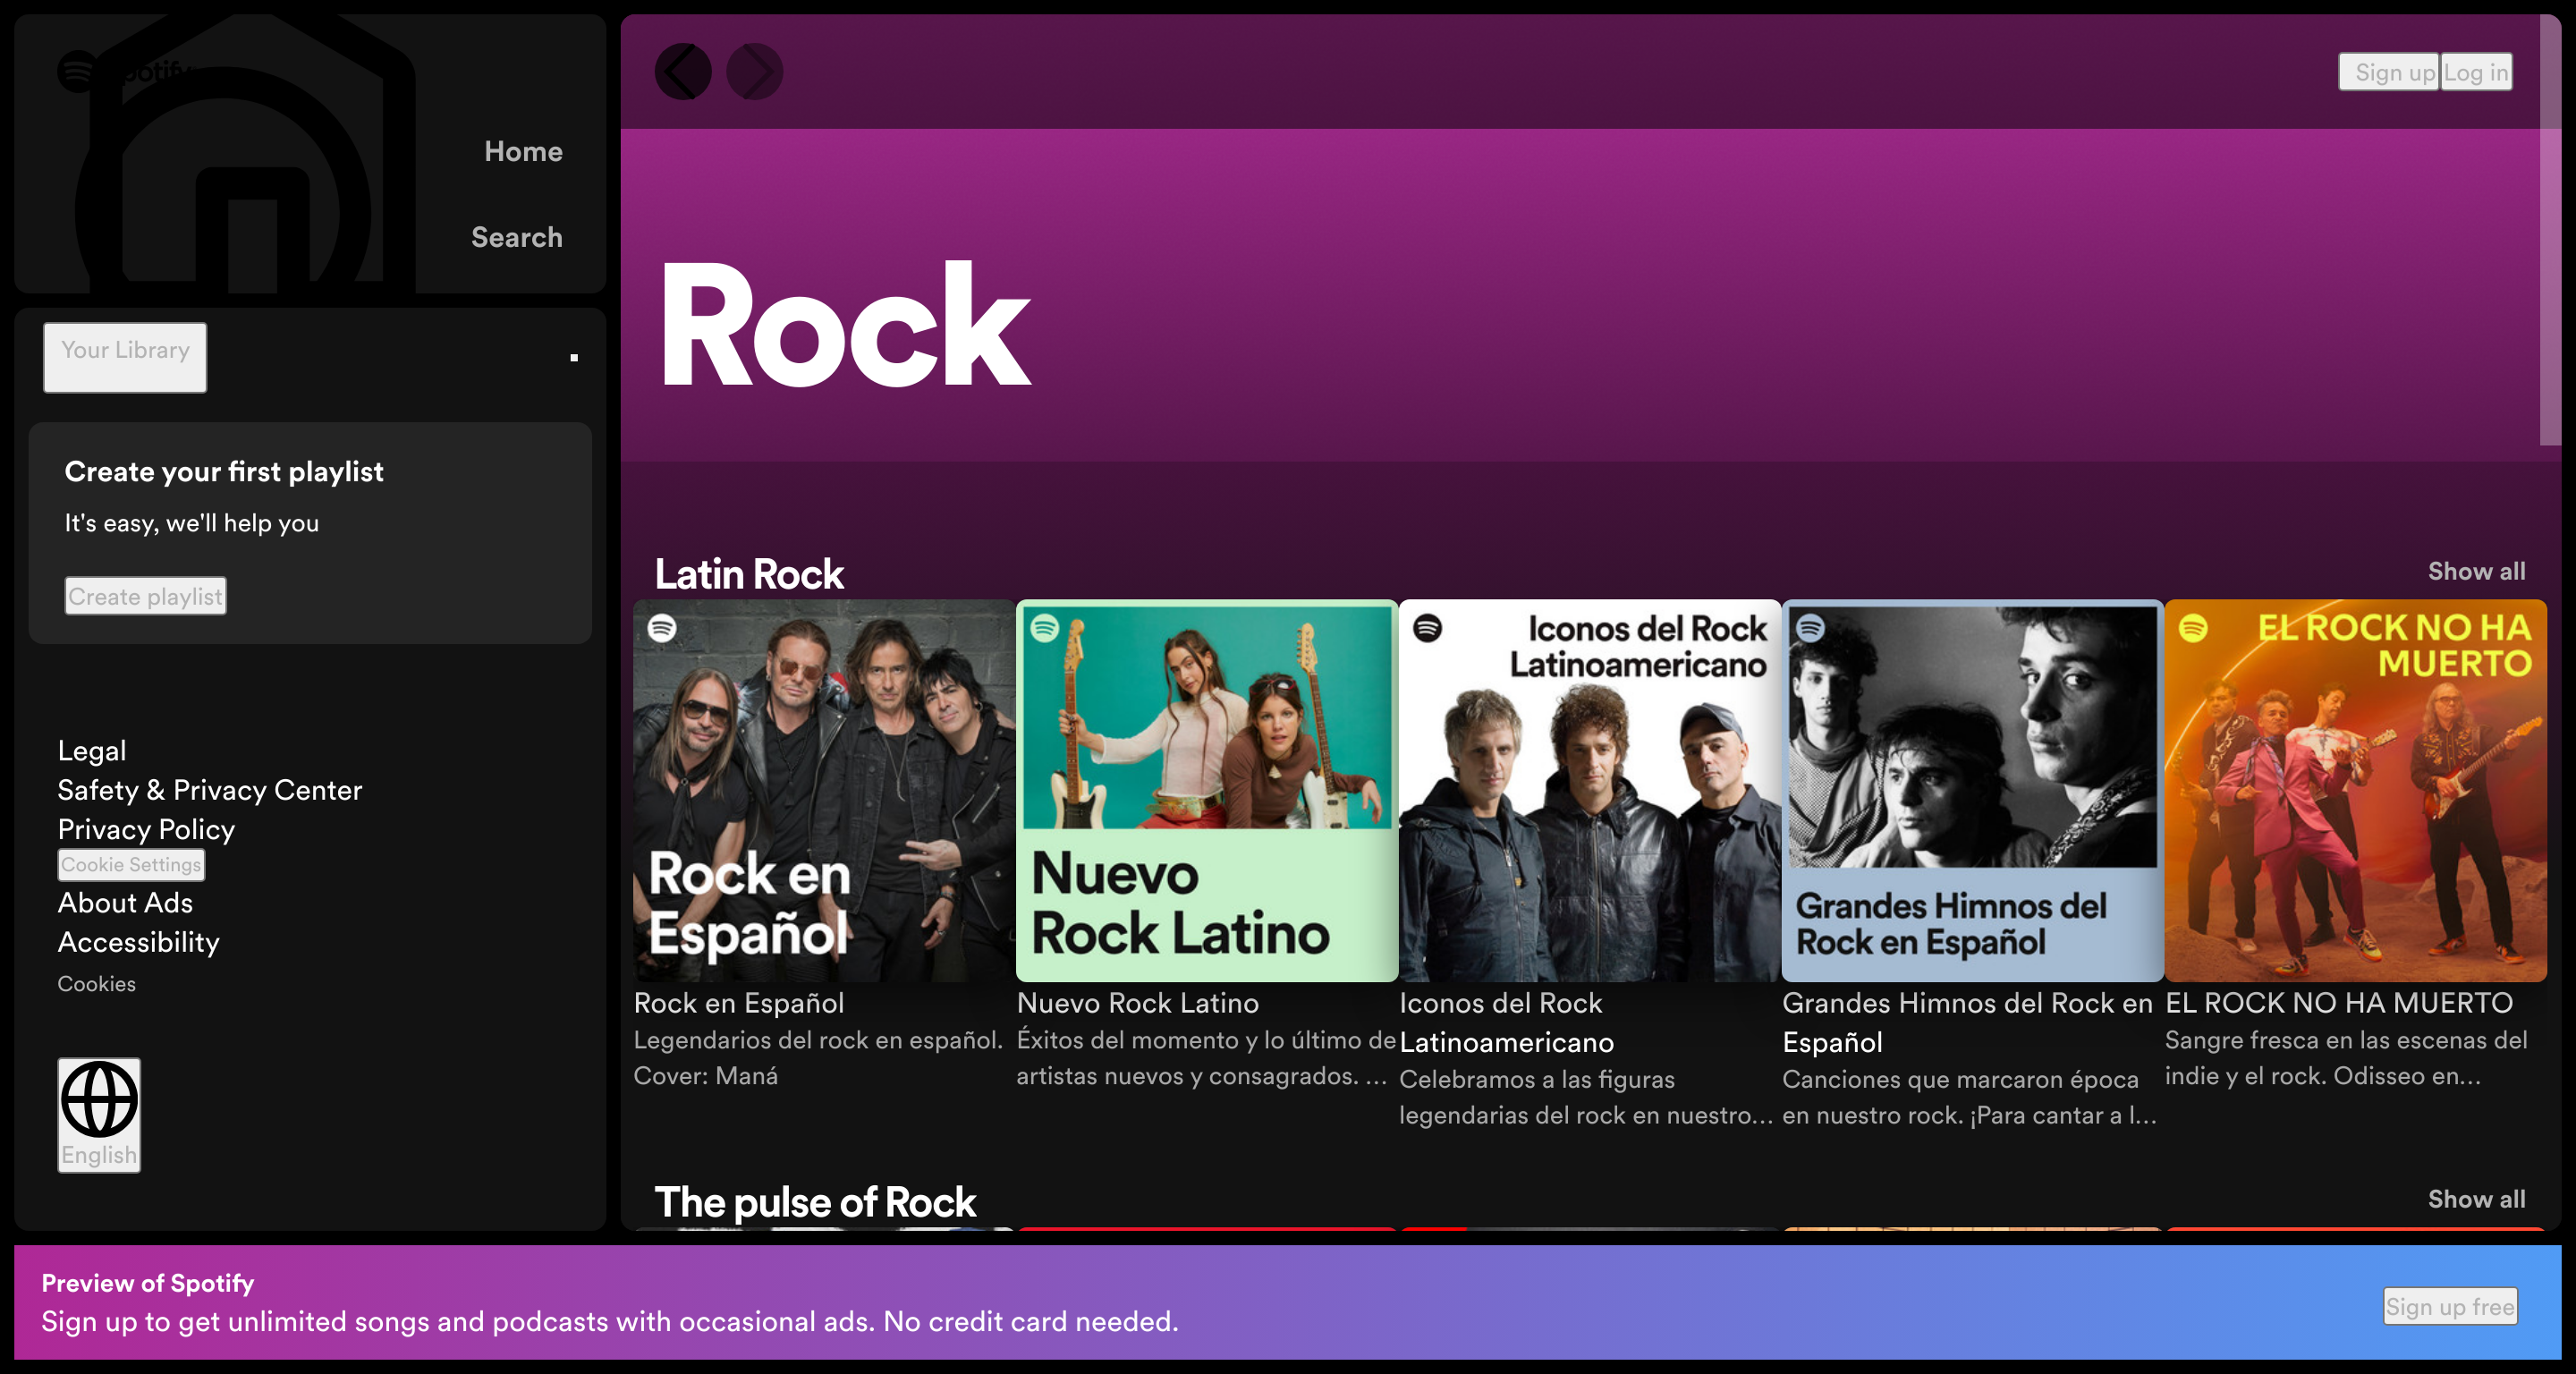 Spotify
Home
Search
Your Library
Create your first playlist
It's easy, we'll help you
Create playlist
Legal
Safety & Privacy Center
Privacy Policy
Cookie Settings
About Ads
Accessibility
Cookies
English
Sign up
Log in
Rock
Latin Rock
Show all
Rock en
Español
Rock en Español
Legendarios del rock en español.
Cover: Maná
Nuevo
Rock Latino
Nuevo Rock Latino
Éxitos del momento y lo último de
artistas nuevos y consagrados. ...
Iconos del Rock
Latinoamericano
Iconos del Rock
Latinoamericano
Celebramos a las figuras
legendarias del rock en nuestro...
Grandes Himnos del
Rock en Español
Grandes Himnos del Rock en
Español
Canciones que marcaron época
en nuestro rock. ¡Para cantar a l...
EL ROCK NO HA
MUERTO
EL ROCK NO HA MUERTO
Sangre fresca en las escenas del
indie y el rock. Odisseo en...
The pulse of Rock
Show all
Preview of Spotify
Sign up to get unlimited songs and podcasts with occasional ads. No credit card needed.
Sign up free